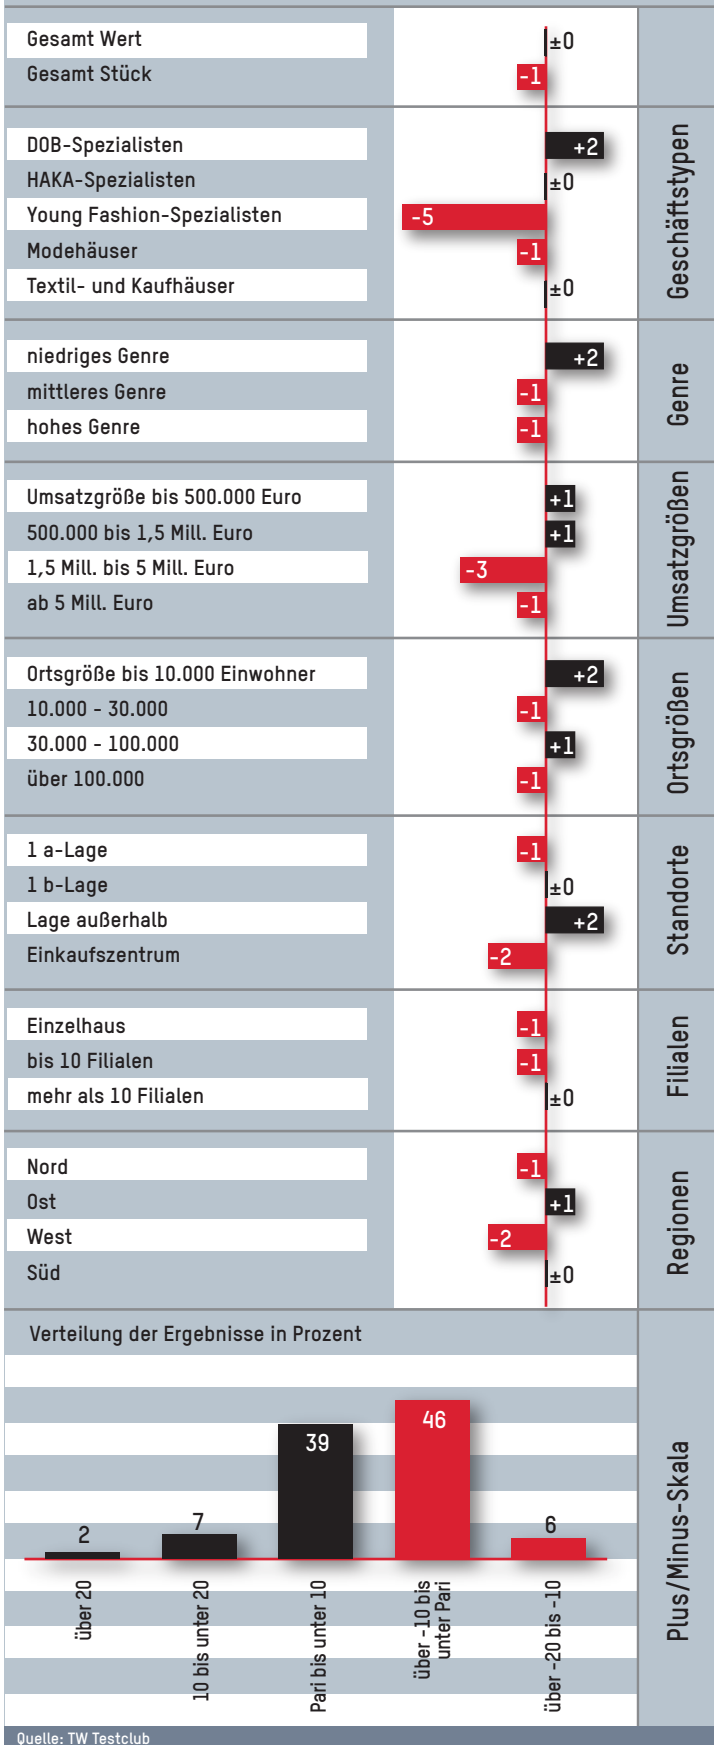 Gesamt Wert ±0
Gesamt Stück -1
Geschäftstypen
DOB-Spezialisten +2
HAKA-Spezialisten ±0
Young Fashion-Spezialisten -5
Modehäuser -1
Textil- und Kaufhäuser ±0
Genre
niedriges Genre +2
mittleres Genre -1
hohes Genre -1
Umsatzgrößen
Umsatzgröße bis 500.000 Euro +1
500.000 bis 1,5 Mill. Euro +1
1,5 Mill. bis 5 Mill. Euro -3
ab 5 Mill. Euro -1
Ortsgrößen
Ortsgröße bis 10.000 Einwohner +2
10.000 - 30.000 -1
30.000 - 100.000 +1
über 100.000 -1
Standorte
1 a-Lage -1
1 b-Lage ±0
Lage außerhalb +2
Einkaufszentrum -2
Filialen
Einzelhaus -1
bis 10 Filialen -1
mehr als 10 Filialen ±0
Regionen
Nord -1
Ost +1
West -2
Süd ±0
Plus/Minus-Skala
Verteilung der Ergebnisse in Prozent
2 7 39 46 6
über 20
10 bis unter 20
Pari bis unter 10
über -10 bis
unter Pari
über -20 bis -10
Quelle: TW Testclub